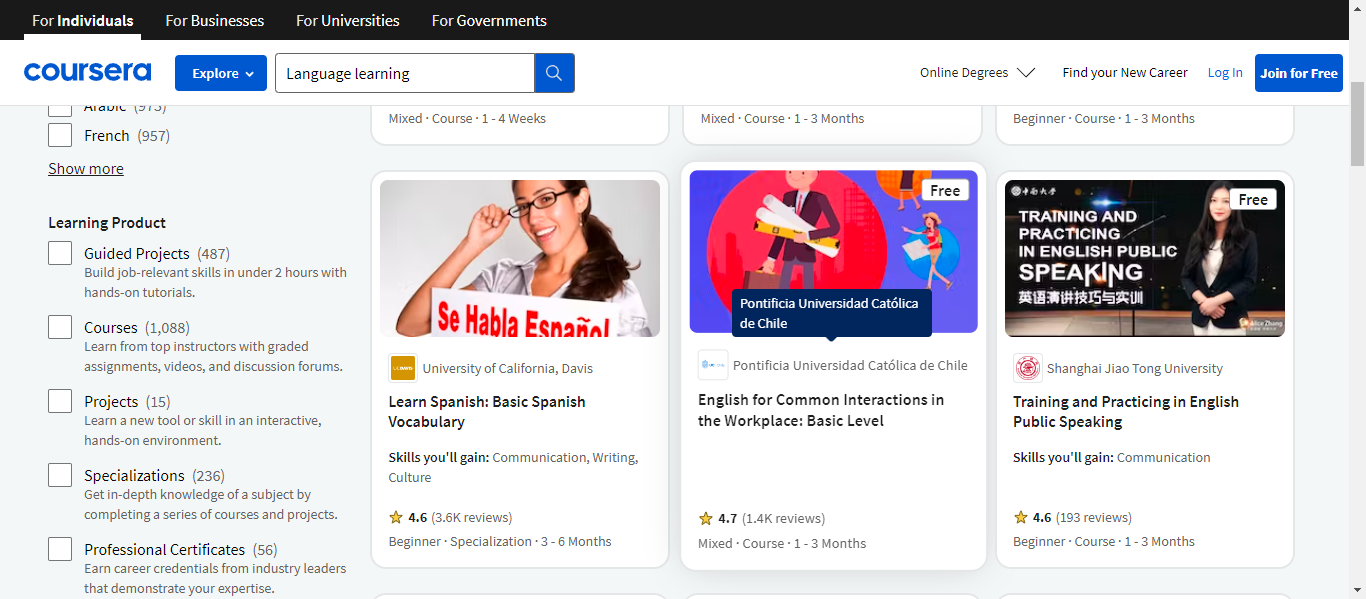 For Individuals
For Businesses
For Universities
For Governments
coursera
Explore
Language learning
Online Degrees
Find your New Career
Log In
Join for Free
Arabic (973)
French (957)
Show more
Learning Product
Guided Projects (487)
Build job-relevant skills in under 2 hours with
hands-on tutorials.
Courses (1,088)
Learn from top instructors with graded
assignments, videos, and discussion forums.
Projects (15)
Learn a new tool or skill in an interactive,
hands-on environment.
Specializations (236)
Get in-depth knowledge of a subject by
completing a series of courses and projects.
Professional Certificates (56)
Earn career credentials from industry leaders
that demonstrate your expertise.
Mixed · Course · 1 - 4 Weeks
Mixed · Course · 1 - 3 Months
Beginner · Course · 1 - 3 Months
Se Habla Español
University of California, Davis
Learn Spanish: Basic Spanish
Vocabulary
Skills you'll gain: Communication, Writing,
Culture
4.6 (3.6K reviews)
Beginner · Specialization · 3 - 6 Months
Free
Pontificia Universidad Católica
de Chile
Pontificia Universidad Católica de Chile
English for Common Interactions in
the Workplace: Basic Level
4.7 (1.4K reviews)
Mixed · Course · 1 - 3 Months
中南大学
Free
TRAINING AND
PRACTICING
IN ENGLISH PUBLIC
SPEAKING
英语演讲技巧与实训
Alice Zhang
Shanghai Jiao Tong University
Training and Practicing in English
Public Speaking
Skills you'll gain: Communication
4.6 (193 reviews)
Beginner · Course · 1 - 3 Months